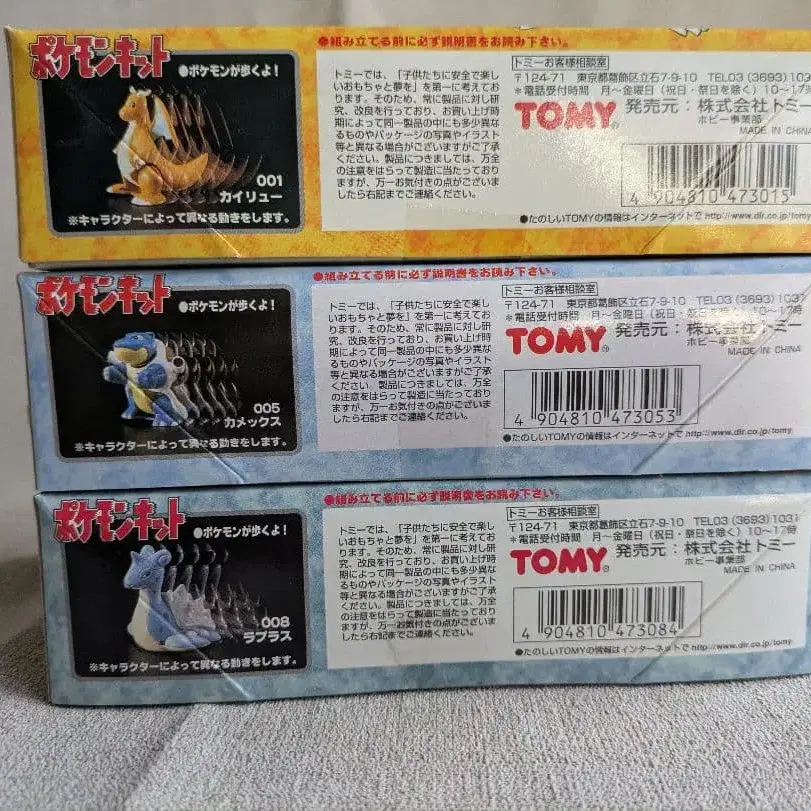 ポケモンキット
●ポケモンが歩くよ!
001
カイリュー
※キャラクターによって異なる動きをします。
●組み立てる前に必ず説明書をお読み下さい。
トミーでは、「子供たちに安全で楽し
いおもちゃと夢を」を第一に考えて
おります。そのため、常に製品に対し研
究、改良を行っており、お買い上げ時
期によって同一製品の中にも多少異な
るものやパッケージの写真やイラスト
等と異なる場合がございますがご了承
ください。製品につきましては、万全
の注意をはらって製造に当たっており
ますが、万一お気付きの点がございまし
たら右記までご連絡ください。
トミーお客様相談室
〒124-71 東京都葛飾区立石7-9-10 TEL03 (3693) 103
＊電話受付時間 月～金曜日 (祝日・祭日を除く) 10～17時
TOMY® 発売元：株式会社トミー
ホビー事業部
MADE IN CHINA
4 904810 473015
●たのしいTOMYの情報はインターネットで http://www.dlr.co.jp/tomy
ポケモンキット
●ポケモンが歩くよ!
005
カメックス
※キャラクターによって異なる動きをします。
●組み立てる前に必ず説明書をお読み下さい。
トミーでは、「子供たちに安全で楽し
いおもちゃと夢を」を第一に考えて
おります。そのため、常に製品に対し研
究、改良を行っており、お買い上げ時
期によって同一製品の中にも多少異な
るものやパッケージの写真やイラスト
等と異なる場合がございますがご了承
ください。製品につきましては、万全
の注意をはらって製造に当たっており
ますが、万一お気付きの点がございまし
たら右記までご連絡ください。
トミーお客様相談室
〒124-71 東京都葛飾区立石7-9-10 TEL03 (3693) 1031
＊電話受付時間 月～金曜日 (祝日・祭日を除く) 10～17時
TOMY® 発売元：株式会社トミー
ホビー事業部
MADE IN CHINA
4 904810 473053
●たのしいTOMYの情報はインターネットで http://www.dlr.co.jp/tomy
ポケモンキット
●ポケモンが歩くよ!
008
ラプラス
※キャラクターによって異なる動きをします。
●組み立てる前に必ず説明書をお読み下さい。
トミーでは、「子供たちに安全で楽し
いおもちゃと夢を」を第一に考えて
おります。そのため、常に製品に対し研
究、改良を行っており、お買い上げ時
期によって同一製品の中にも多少異な
るものやパッケージの写真やイラスト
等と異なる場合がございますがご了承
ください。製品につきましては、万全
の注意をはらって製造に当たっており
ますが、万一お気付きの点がございまし
たら右記までご連絡ください。
トミーお客様相談室
〒124-71 東京都葛飾区立石7-9-10 TEL03 (3693) 1031
＊電話受付時間 月～金曜日 (祝日・祭日を除く) 10～17時
TOMY® 発売元：株式会社トミー
ホビー事業部
MADE IN CHINA
4 904810 473084
●たのしいTOMYの情報はインターネットで http://www.dlr.co.jp/tomy